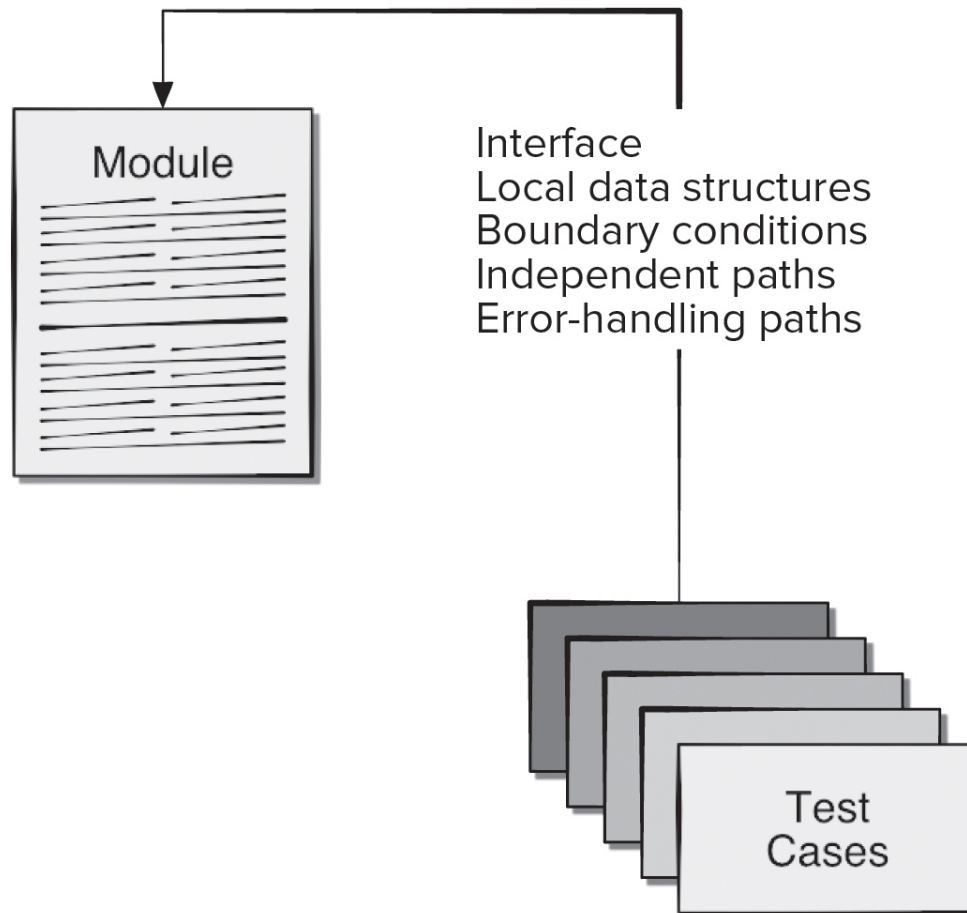 Module
Interface
Local data structures
Boundary conditions
Independent paths
Error-handling paths
Test
Cases